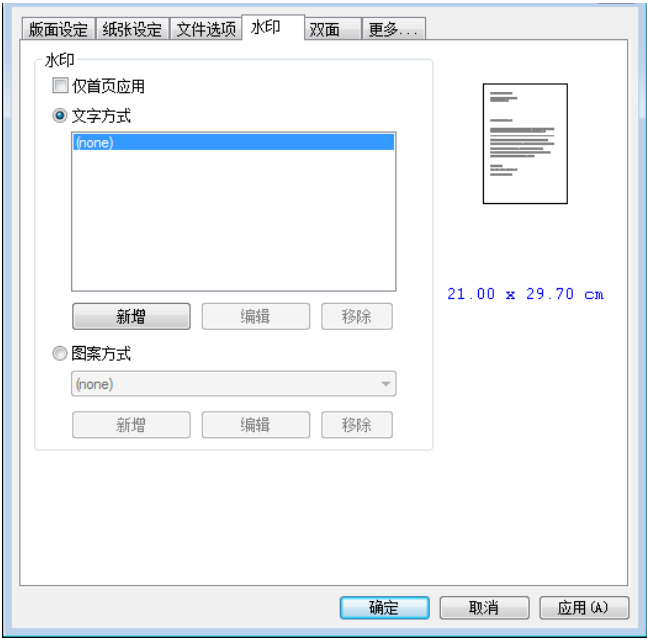 版面设定 纸张设定 文件选项 水印 双面 更多...
水印
仅首页应用
文字方式
(none)
新增 编辑 移除
图案方式
(none)
新增 编辑 移除
21.00 x 29.70 cm
确定 取消 应用(A)